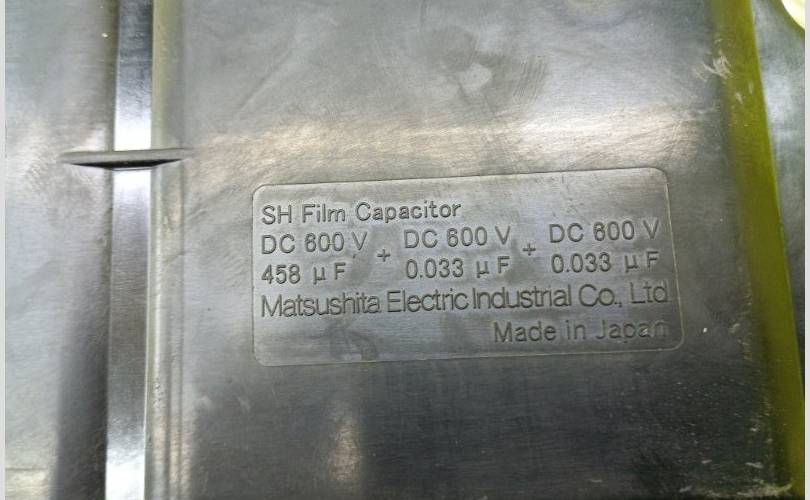 SH Film Capacitor
DC 600 V + DC 600 V + DC 600 V
458 μF 0.033 μF 0.033 μF
Matsushita Electric Industrial Co., Ltd
Made in Japan